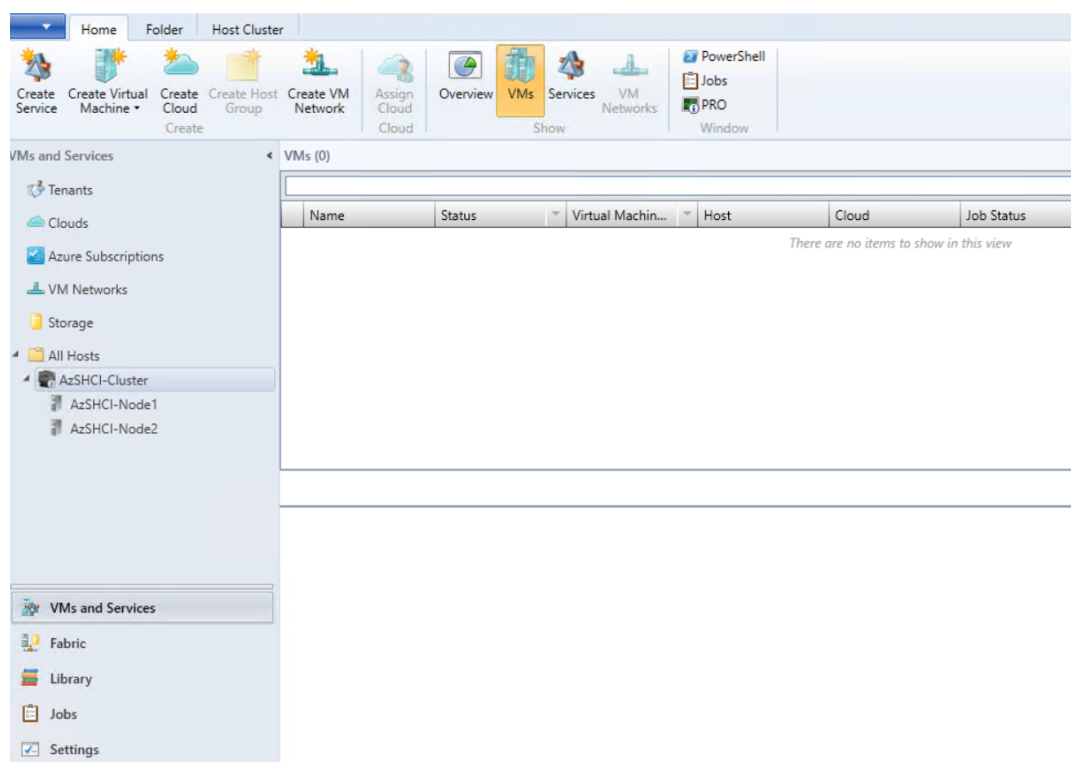 Home Folder Host Cluster
Create Service
Create Virtual Machine
Create Cloud
Create Host Group
Create VM Network
Create
Assign Cloud
Cloud
Overview
VMs
Services
VM Networks
Show
PowerShell
Jobs
PRO
Window
VMs and Services
VMs (0)
Tenants
Clouds
Azure Subscriptions
VM Networks
Storage
All Hosts
AzSHCI-Cluster
AzSHCI-Node1
AzSHCI-Node2
Name Status Virtual Machin... Host Cloud Job Status
There are no items to show in this view
VMs and Services
Fabric
Library
Jobs
Settings